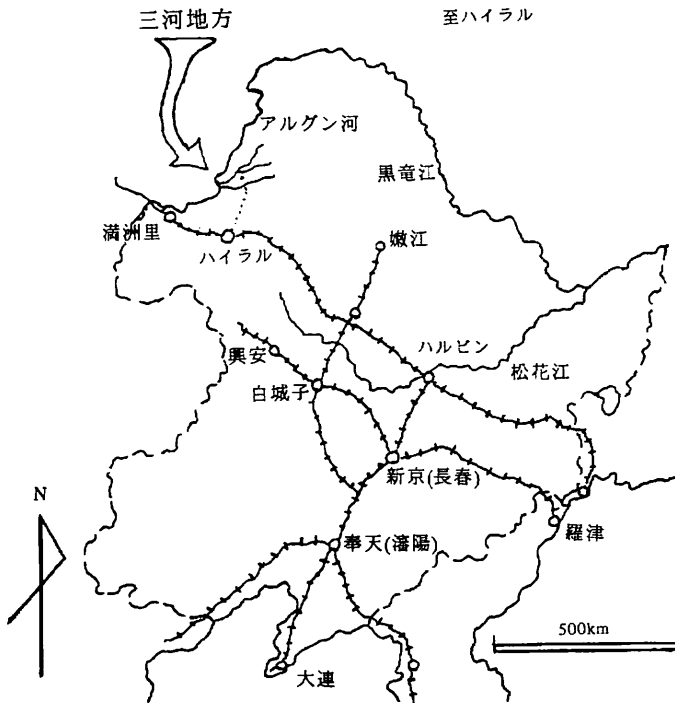 三河地方
至ハイラル
アルグン河
黒竜江
満洲里
ハイラル
嫩江
ハルビン
興安
松花江
白城子
新京(長春)
N
奉天(瀋陽)
羅津
500km
大連